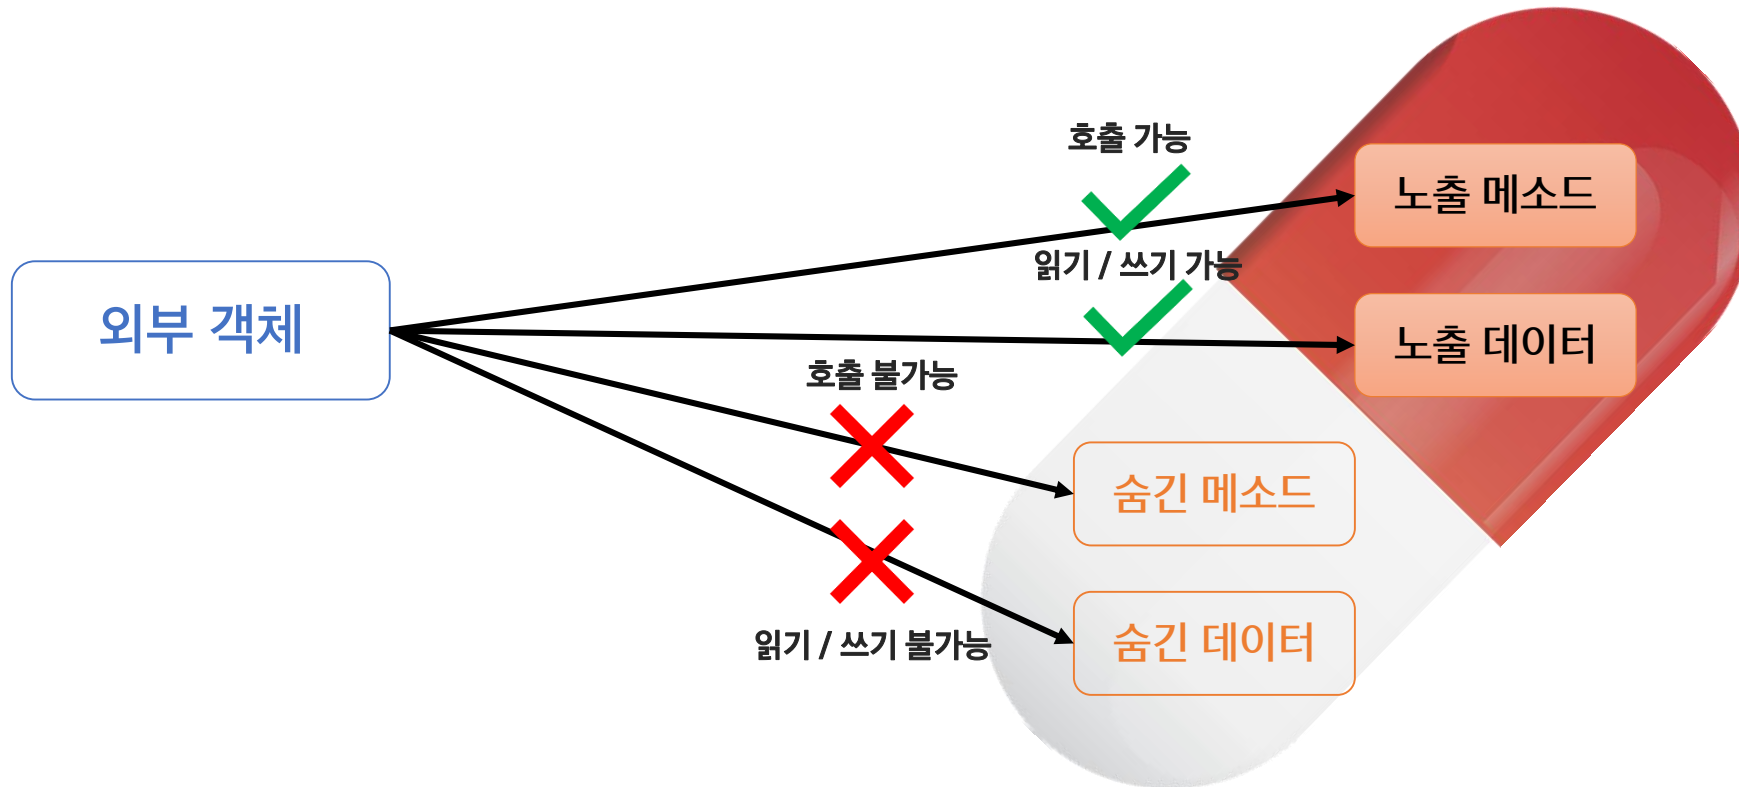 호출 가능
노출 메소드
읽기 / 쓰기 가능
외부 객체
노출 데이터
호출 불가능
숨긴 메소드
숨긴 데이터
읽기 / 쓰기 불가능